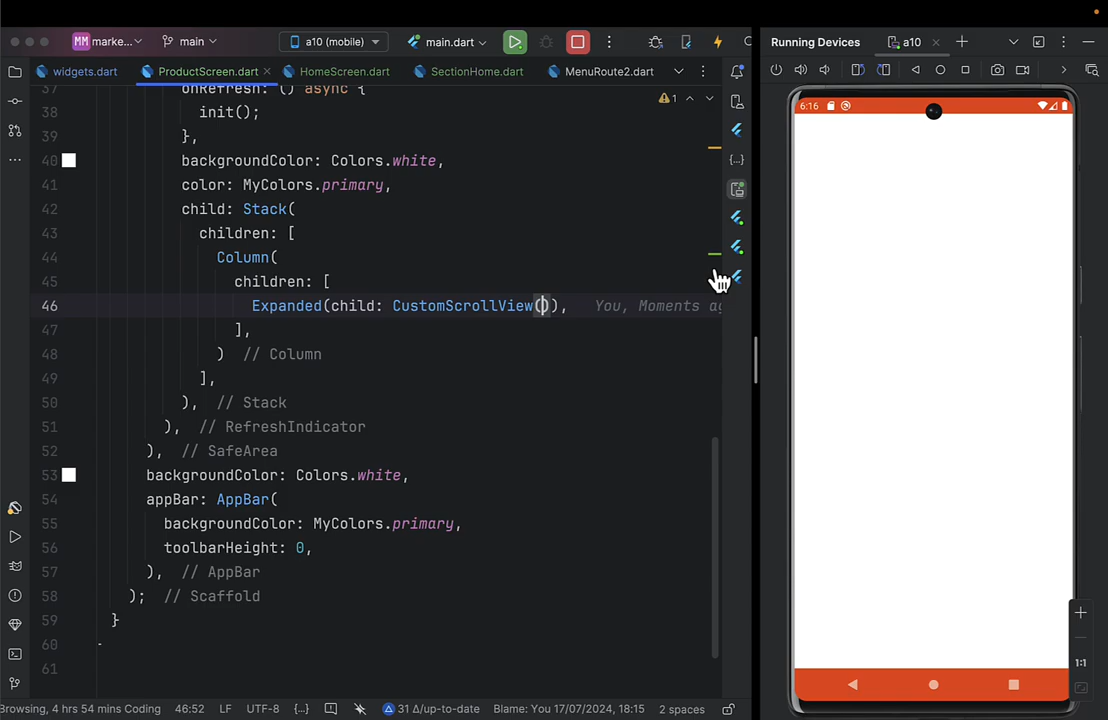 MM marke...
main
a10 (mobile)
main.dart
Running Devices
a10
widgets.dart
ProductScreen.dart
HomeScreen.dart
SectionHome.dart
MenuRoute2.dart
37 onRefresh: () async {
38 init();
39 },
40 backgroundColor: Colors.white,
41 color: MyColors.primary,
42 child: Stack(
43 children: [
44 Column(
45 children: [
46 Expanded(child: CustomScrollView()), You, Moments ag
47 ],
48 ) // Column
49 ],
50 ), // Stack
51 ), // RefreshIndicator
52 ), // SafeArea
53 backgroundColor: Colors.white,
54 appBar: AppBar(
55 backgroundColor: MyColors.primary,
56 toolbarHeight: 0,
57 ), // AppBar
58 ); // Scaffold
59 }
60
61
1
6:16
1:1
Browsing, 4 hrs 54 mins Coding
46:52
LF
UTF-8
{...}
31 Δ/up-to-date
Blame: You 17/07/2024, 18:15
2 spaces